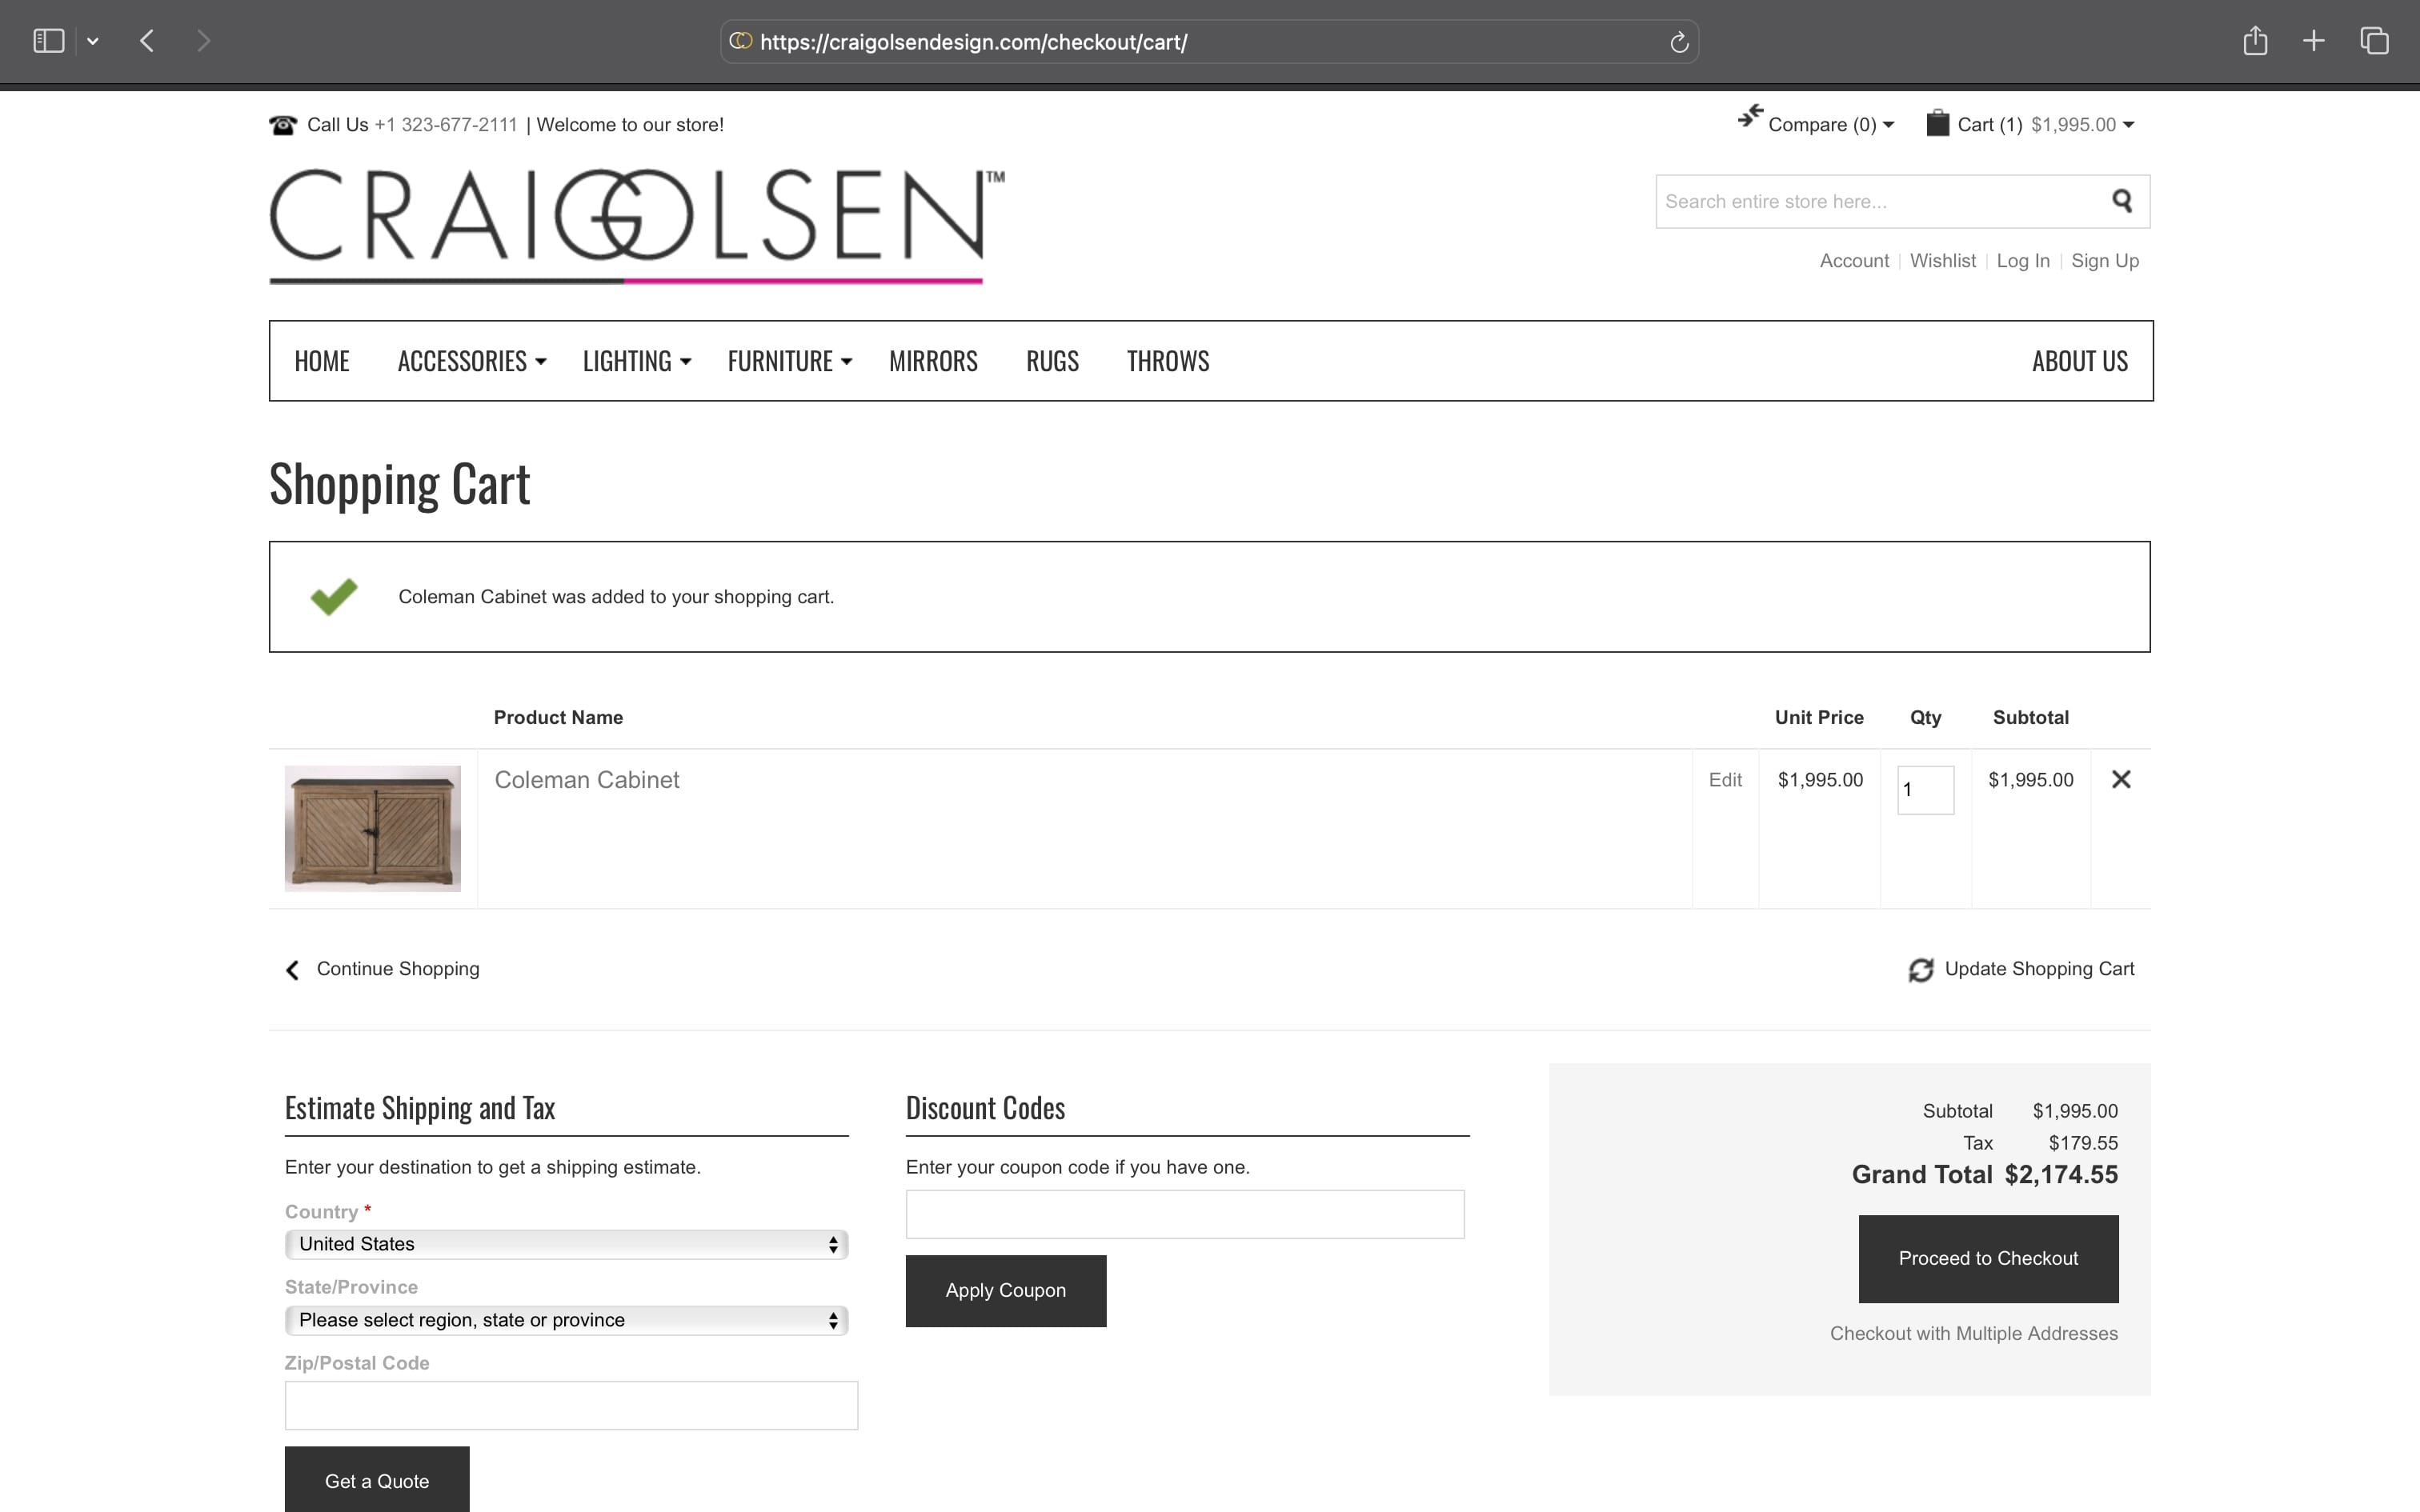 https://craigolsendesign.com/checkout/cart/
Call Us +1 323-677-2111 | Welcome to our store!
Compare (0)
Cart (1) $1,995.00
CRAIGOLSEN™
Search entire store here...
Account | Wishlist | Log In | Sign Up
HOME ACCESSORIES LIGHTING FURNITURE MIRRORS RUGS THROWS ABOUT US
Shopping Cart
Coleman Cabinet was added to your shopping cart.
Product Name Unit Price Qty Subtotal
Coleman Cabinet Edit $1,995.00 1 $1,995.00
Continue Shopping
Update Shopping Cart
Estimate Shipping and Tax
Enter your destination to get a shipping estimate.
Country *
United States
State/Province
Please select region, state or province
Zip/Postal Code
Get a Quote
Discount Codes
Enter your coupon code if you have one.
Apply Coupon
Subtotal $1,995.00
Tax $179.55
Grand Total $2,174.55
Proceed to Checkout
Checkout with Multiple Addresses